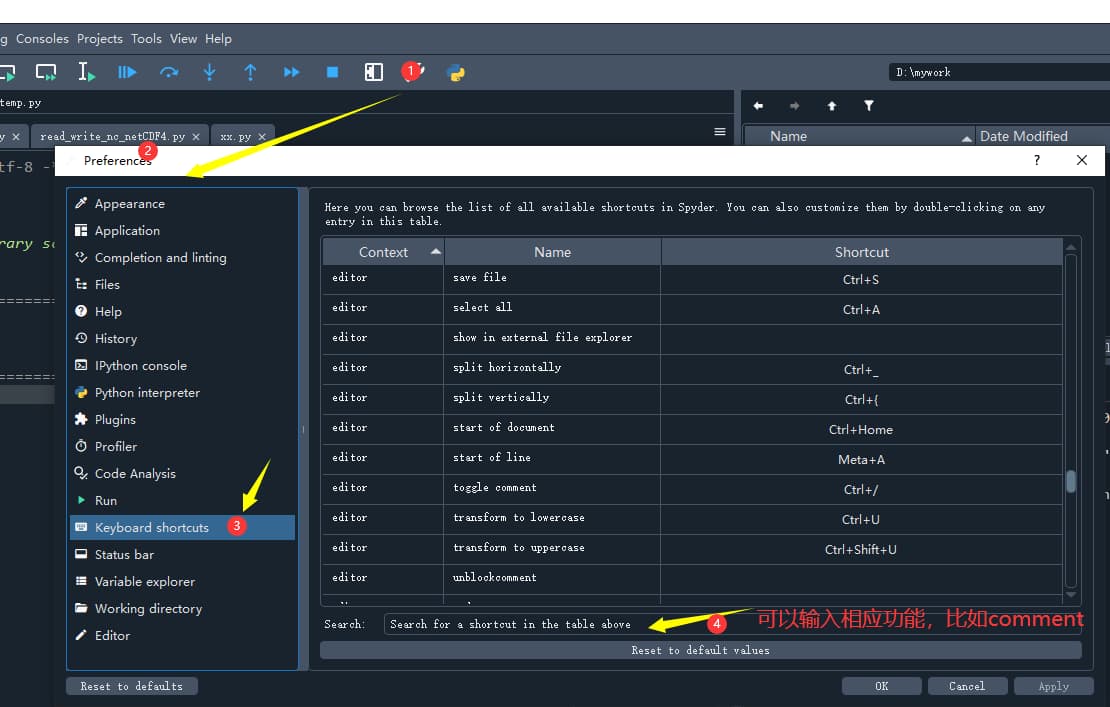 g Consoles Projects Tools View Help
1
D:\mywork
temp.py
y × read_write_nc_netCDF4.py × xx.py ×
Name Date Modified
Preferences 2 ? ×
tf-8 -
Appearance
Application
Completion and linting
Files
Help
History
IPython console
Python interpreter
Plugins
Profiler
Code Analysis
Run
Keyboard shortcuts 3
Status bar
Variable explorer
Working directory
Editor
Here you can browse the list of all available shortcuts in Spyder. You can also customize them by double-clicking on any
entry in this table.
Context Name Shortcut
editor save file Ctrl+S
editor select all Ctrl+A
editor show in external file explorer
editor split horizontally Ctrl+_
editor split vertically Ctrl+{
editor start of document Ctrl+Home
editor start of line Meta+A
editor toggle comment Ctrl+/
editor transform to lowercase Ctrl+U
editor transform to uppercase Ctrl+Shift+U
editor unblockcomment
Search: Search for a shortcut in the table above 4 可以输入相应功能，比如comment
Reset to default values
Reset to defaults OK Cancel Apply